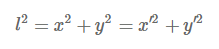 l² = x² + y² = x′² + y′²